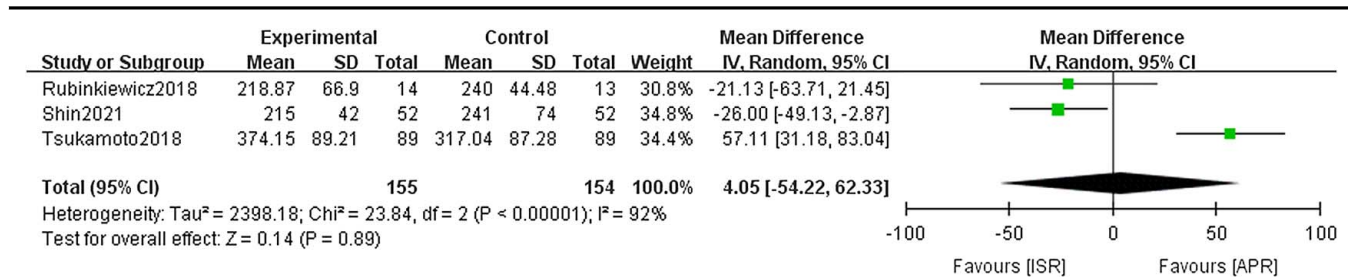 Experimental Control Mean Difference Mean Difference
Study or Subgroup Mean SD Total Mean SD Total Weight IV, Random, 95% CI IV, Random, 95% CI
Rubinkiewicz2018 218.87 66.9 14 240 44.48 13 30.8% -21.13 [-63.71, 21.45]
Shin2021 215 42 52 241 74 52 34.8% -26.00 [-49.13, -2.87]
Tsukamoto2018 374.15 89.21 89 317.04 87.28 89 34.4% 57.11 [31.18, 83.04]
Total (95% CI) 155 154 100.0% 4.05 [-54.22, 62.33]
Heterogeneity: Tau² = 2398.18; Chi² = 23.84, df = 2 (P < 0.00001); I² = 92%
Test for overall effect: Z = 0.14 (P = 0.89)
-100 -50 0 50 100
Favours [ISR] Favours [APR]